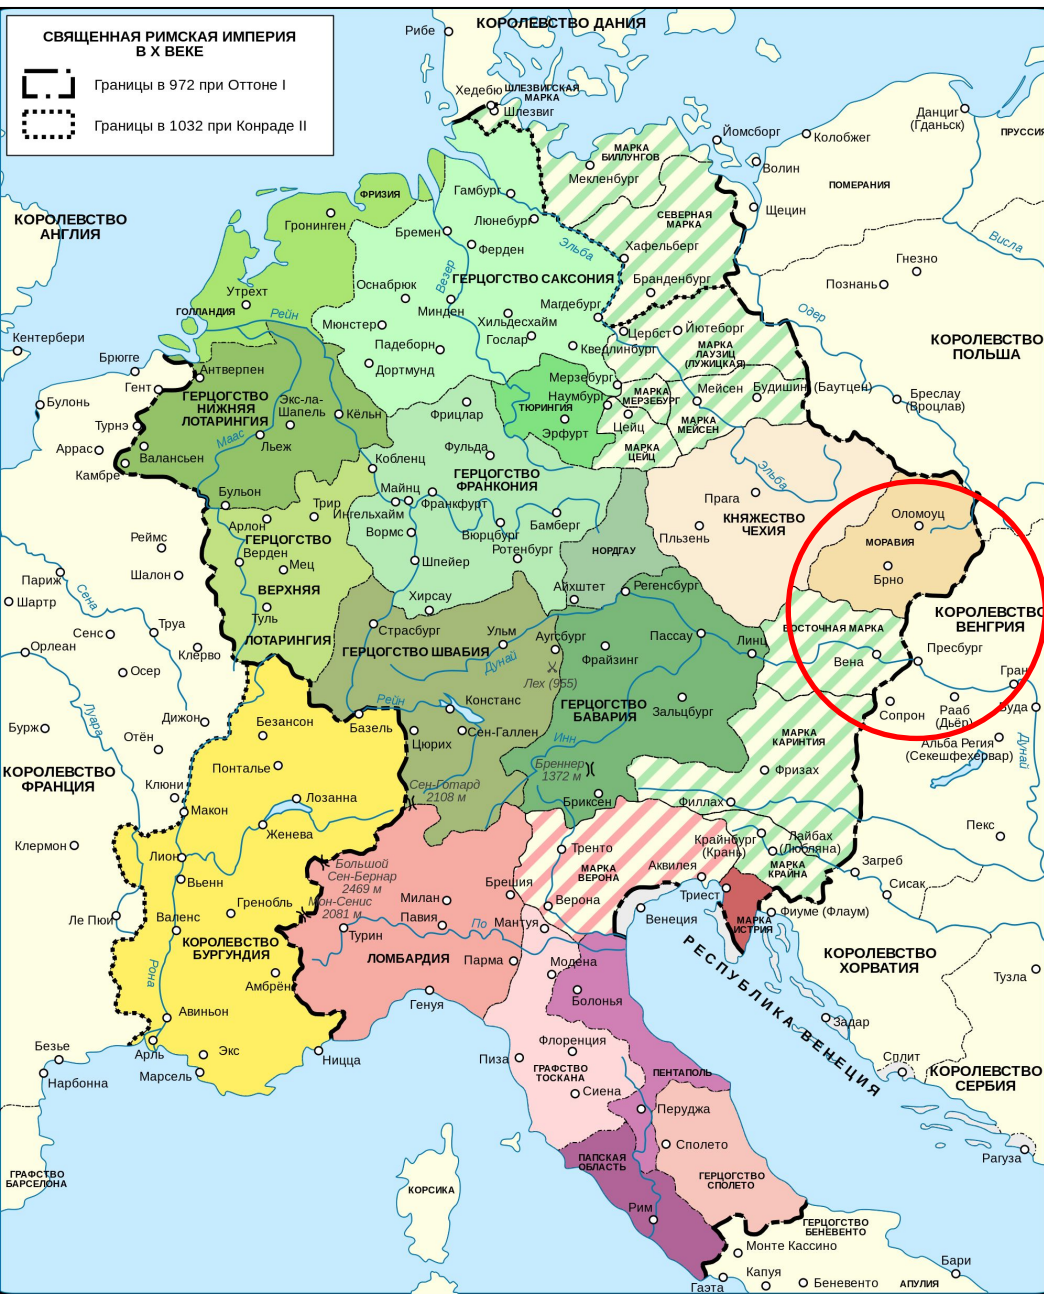 СВЯЩЕННАЯ РИМСКАЯ ИМПЕРИЯ
В X ВЕКЕ
Границы в 972 при Оттоне I
Границы в 1032 при Конраде II
КОРОЛЕВСТВО ДАНИЯ
Рибе
Хедебю
ШЛЕЗВИГСКАЯ
МАРКА
Шлезвиг
Данциг
(Гданьск)
ПРУССИЯ
Йомсборг
Колобжег
МАРКА
БИЛЛУНГОВ
Мекленбург
Волин
ПОМЕРАНИЯ
ФРИЗИЯ
Гамбург
КОРОЛЕВСТВО
АНГЛИЯ
Гронинген
Люнебург
СЕВЕРНАЯ
МАРКА
Щецин
Бремен
Ферден
Эльба
Хафельберг
Висла
Гнезно
Везер
ГЕРЦОГСТВО САКСОНИЯ
Оснабрюк
Бранденбург
Познань
Утрехт
ГОЛЛАНДИЯ
Рейн
Минден
Магдебург
Одер
Мюнстер
Хильдесхайм
Гослар
Цербст
Йютеборг
Кентербери
Падеборн
Кведлинбург
МАРКА
ЛАУЗИЦ
(ЛУЖИЦКАЯ)
КОРОЛЕВСТВО
ПОЛЬША
Брюгге
Антверпен
Дортмунд
Мерзебург
Гент
ГЕРЦОГСТВО
НИЖНЯЯ
ЛОТАРИНГИЯ
Экс-ла-
Шапель
Кёльн
Фрицлар
ТЮРИНГИЯ
Наумбург
МАРКА
МЕРЗЕБУРГ
Мейсен
Будишин (Баутцен)
Бреслау
(Вроцлав)
Булонь
Турнэ
Маас
Льеж
Эрфурт
Цейц
МАРКА
МЕЙСЕН
Аррас
Валансьен
Камбре
Фульда
МАРКА
ЦЕЙЦ
Кобленц
ГЕРЦОГСТВО
ФРАНКОНИЯ
Эльба
Бульон
Трир
Майнц
Ингельхайм
Франкфурт
Прага
Оломоуц
Арлон
ГЕРЦОГСТВО
Вормс
Вюрцбург
Бамберг
КНЯЖЕСТВО
ЧЕХИЯ
Пльзень
МОРАВИЯ
Реймс
Верден
Мец
Ротенбург
НОРДГАУ
Шпейер
Брно
Париж
Шалон
Сена
ВЕРХНЯЯ
Хирсау
Айхштет
Регенсбург
Шартр
Туль
КОРОЛЕВСТВО
ВЕНГРИЯ
Труа
Сенс
ЛОТАРИНГИЯ
Страсбург
Ульм
Аугсбург
Пассау
Линц
ВОСТОЧНАЯ МАРКА
Орлеан
Клерво
ГЕРЦОГСТВО ШВАБИЯ
Дунай
Фрайзинг
Вена
Пресбург
Осер
Лех (955)
Гран
Рейн
Констанс
ГЕРЦОГСТВО
БАВАРИЯ
Зальцбург
Сопрон
Рааб
(Дьёр)
Буда
Луара
Дижон
Безансон
Базель
Цюрих
Сен-Галлен
Бурж
Отён
Инн
МАРКА
КАРИНТИЯ
Альба Регия
(Секешфехервар)
Дунай
КОРОЛЕВСТВО
ФРАНЦИЯ
Понталье
Бреннер
1372 м
Фризах
Клюни
Сен-Готард
2108 м
Лозанна
Бриксен
Филлах
Макон
Женева
Пекс
Клермон
Лион
Тренто
Крайнбург
(Крань)
Лайбах
(Любляна)
Большой
Сен-Бернар
2469 м
МАРКА
ВЕРОНА
Аквилея
МАРКА
КРАЙНА
Загреб
Вьенн
Брешия
Сисак
Мон-Сенис
2081 м
Милан
Триест
Гренобль
Верона
Ле Пюи
Валенс
Павия
Венеция
Фиуме (Флаум)
По
Мантуя
МАРКА
ИСТРИЯ
КОРОЛЕВСТВО
БУРГУНДИЯ
Турин
ЛОМБАРДИЯ
Парма
КОРОЛЕВСТВО
ХОРВАТИЯ
Рона
Модена
Тузла
Амбрён
Генуя
Болонья
РЕСПУБЛИКА ВЕНЕЦИЯ
Авиньон
Задар
Безье
Арль
Экс
Ницца
Флоренция
Пиза
Сплит
Нарбонна
Марсель
ГРАФСТВО
ТОСКАНА
ПЕНТАПОЛЬ
КОРОЛЕВСТВО
СЕРБИЯ
Сиена
Перуджа
Сполето
ПАПСКАЯ
ОБЛАСТЬ
Рагуза
ГРАФСТВО
БАРСЕЛОНА
КОРСИКА
ГЕРЦОГСТВО
СПОЛЕТО
Рим
ГЕРЦОГСТВО
БЕНЕВЕНТО
Монте Кассино
Бари
Капуя
Гаэта
Беневенто
АПУЛИЯ